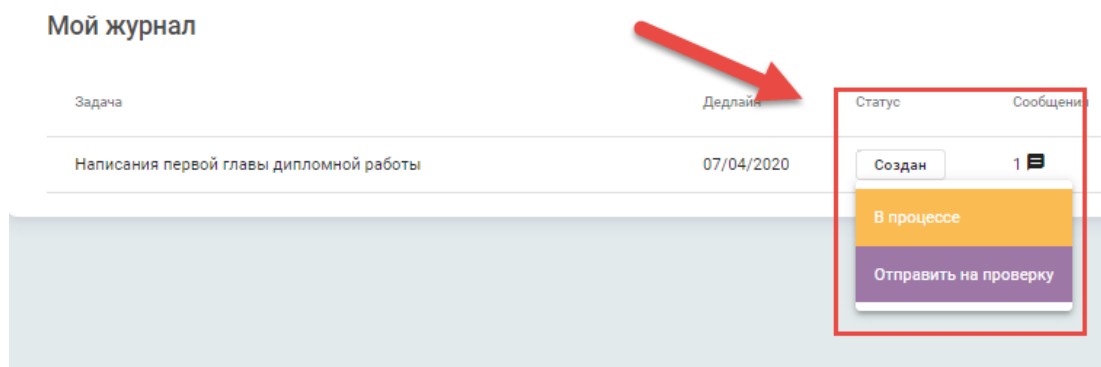 Мой журнал
Задача Дедлайн Статус Сообщения
Написания первой главы дипломной работы 07/04/2020 Создан 1
В процессе
Отправить на проверку